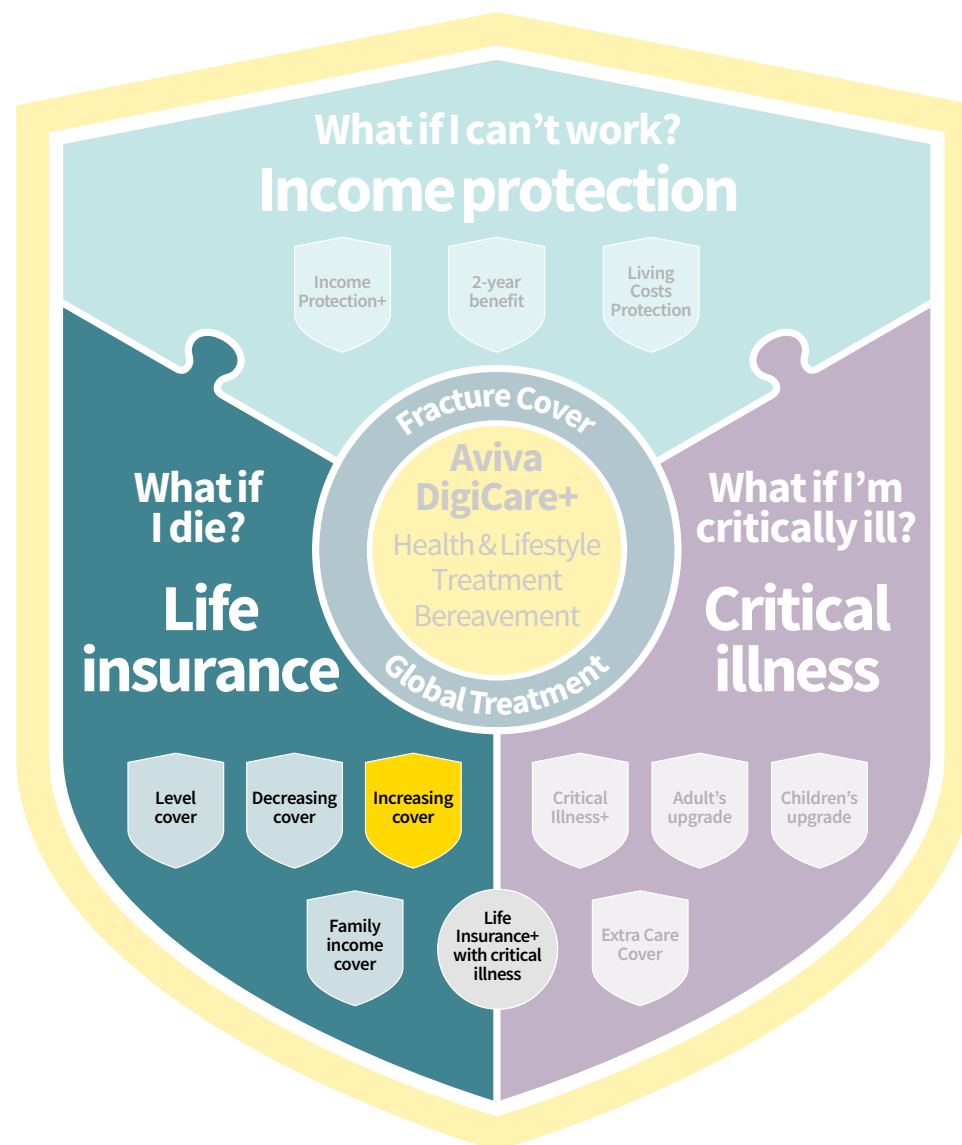 What if I can’t work?
Income protection
Income
Protection+
2-year
benefit
Living
Costs
Protection
Fracture Cover
Aviva
DigiCare+
Health & Lifestyle
Treatment
Bereavement
Global Treatment
What if
I die?
Life
insurance
What if I’m
critically ill?
Critical
illness
Level
cover
Decreasing
cover
Increasing
cover
Critical
Illness+
Adult’s
upgrade
Children’s
upgrade
Family
income
cover
Life
Insurance+
with critical
illness
Extra Care
Cover